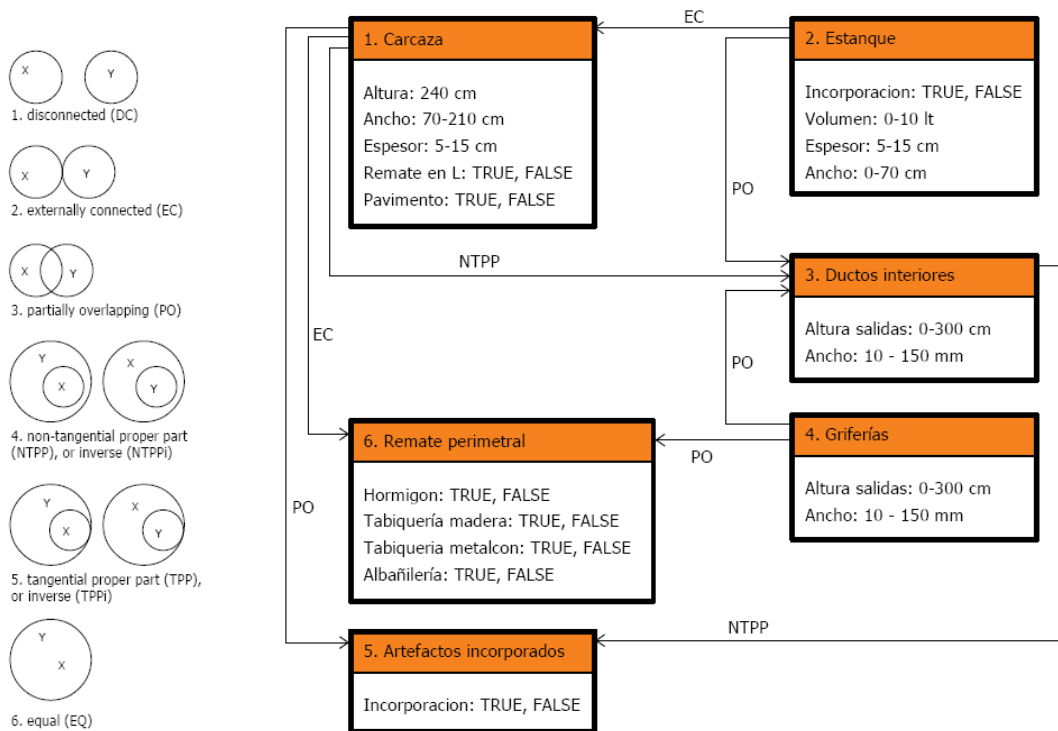 X
Y
1. disconnected (DC)
X
Y
2. externally connected (EC)
X
Y
3. partially overlapping (PO)
Y
X
X
Y
4. non-tangential proper part
(NTPP), or inverse (NTPPi)
Y
X
X
Y
5. tangential proper part (TPP),
or inverse (TPPi)
Y
X
6. equal (EQ)
EC
1. Carcaza
Altura: 240 cm
Ancho: 70-210 cm
Espesor: 5-15 cm
Remate en L: TRUE, FALSE
Pavimento: TRUE, FALSE
2. Estanque
Incorporacion: TRUE, FALSE
Volumen: 0-10 lt
Espesor: 5-15 cm
Ancho: 0-70 cm
PO
NTPP
3. Ductos interiores
Altura salidas: 0-300 cm
Ancho: 10 - 150 mm
EC
PO
6. Remate perimetral
Hormigon: TRUE, FALSE
Tabiquería madera: TRUE, FALSE
Tabiqueria metalcon: TRUE, FALSE
Albañilería: TRUE, FALSE
PO
4. Griferías
Altura salidas: 0-300 cm
Ancho: 10 - 150 mm
PO
NTPP
5. Artefactos incorporados
Incorporacion: TRUE, FALSE